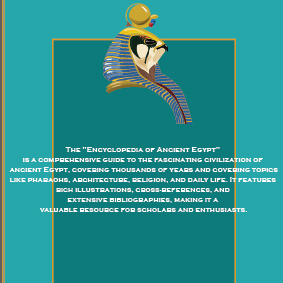 The "Encyclopedia of Ancient Egypt"
is a comprehensive guide to the fascinating civilization of
ancient Egypt, covering thousands of years and covering topics
like pharaohs, architecture, religion, and daily life. It features
rich illustrations, cross-references, and
extensive bibliographies, making it a
valuable resource for scholars and enthusiasts.